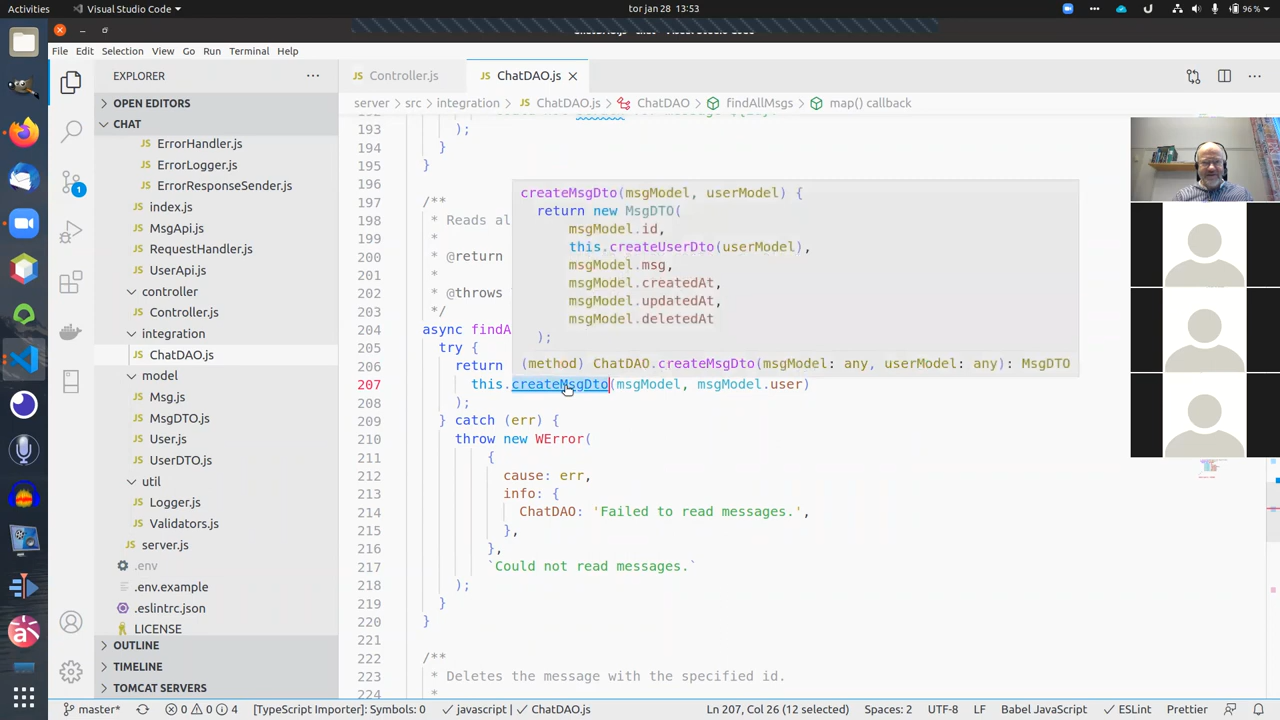 Activities
Visual Studio Code
tor jan 28 13:53
96%
File Edit Selection View Go Run Terminal Help
EXPLORER
OPEN EDITORS
CHAT
ErrorHandler.js
ErrorLogger.js
ErrorResponseSender.js
index.js
MsgApi.js
RequestHandler.js
UserApi.js
controller
Controller.js
integration
ChatDAO.js
model
Msg.js
MsgDTO.js
User.js
UserDTO.js
util
Logger.js
Validators.js
server.js
.env
.env.example
.eslintrc.json
LICENSE
OUTLINE
TIMELINE
TOMCAT SERVERS
1
Controller.js
ChatDAO.js
server > src > integration > ChatDAO.js > ChatDAO > findAllMsgs > map() callback
193 );
194 }
195 }
196
197 /**
198 * Reads al
199 *
200 * @return
201 *
202 * @throws
203 */
204 async findA
205 try {
206 return
207 this.createMsgDto(msgModel, msgModel.user)
208 );
209 } catch (err) {
210 throw new WError(
211 {
212 cause: err,
213 info: {
214 ChatDAO: 'Failed to read messages.',
215 },
216 },
217 `Could not read messages.`
218 );
219 }
220 }
221
222 /**
223 * Deletes the message with the specified id.
224 *
createMsgDto(msgModel, userModel) {
return new MsgDTO(
msgModel.id,
this.createUserDto(userModel),
msgModel.msg,
msgModel.createdAt,
msgModel.updatedAt,
msgModel.deletedAt
);
(method) ChatDAO.createMsgDto(msgModel: any, userModel: any): MsgDTO
master*
0 0 4
[TypeScript Importer]: Symbols: 0
javascript | ChatDAO.js
Ln 207, Col 26 (12 selected)
Spaces: 2
UTF-8
LF
Babel JavaScript
ESLint
Prettier